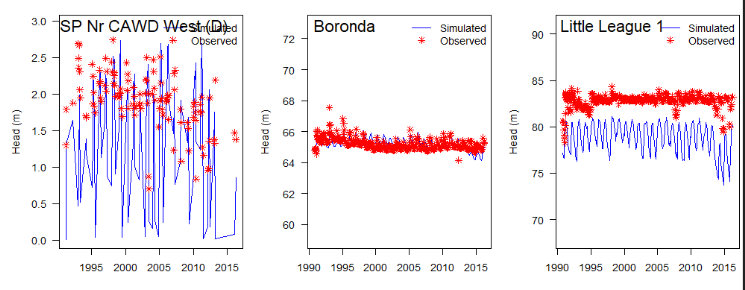 SP Nr CAWD West (D)
Simulated
Observed
Head (m)
3.0
2.5
2.0
1.5
1.0
0.5
0.0
1995 2000 2005 2010 2015
Boronda
Simulated
Observed
Head (m)
72
70
68
66
64
62
60
1990 1995 2000 2005 2010 2015
Little League 1
Simulated
Observed
Head (m)
90
85
80
75
70
1990 1995 2000 2005 2010 2015